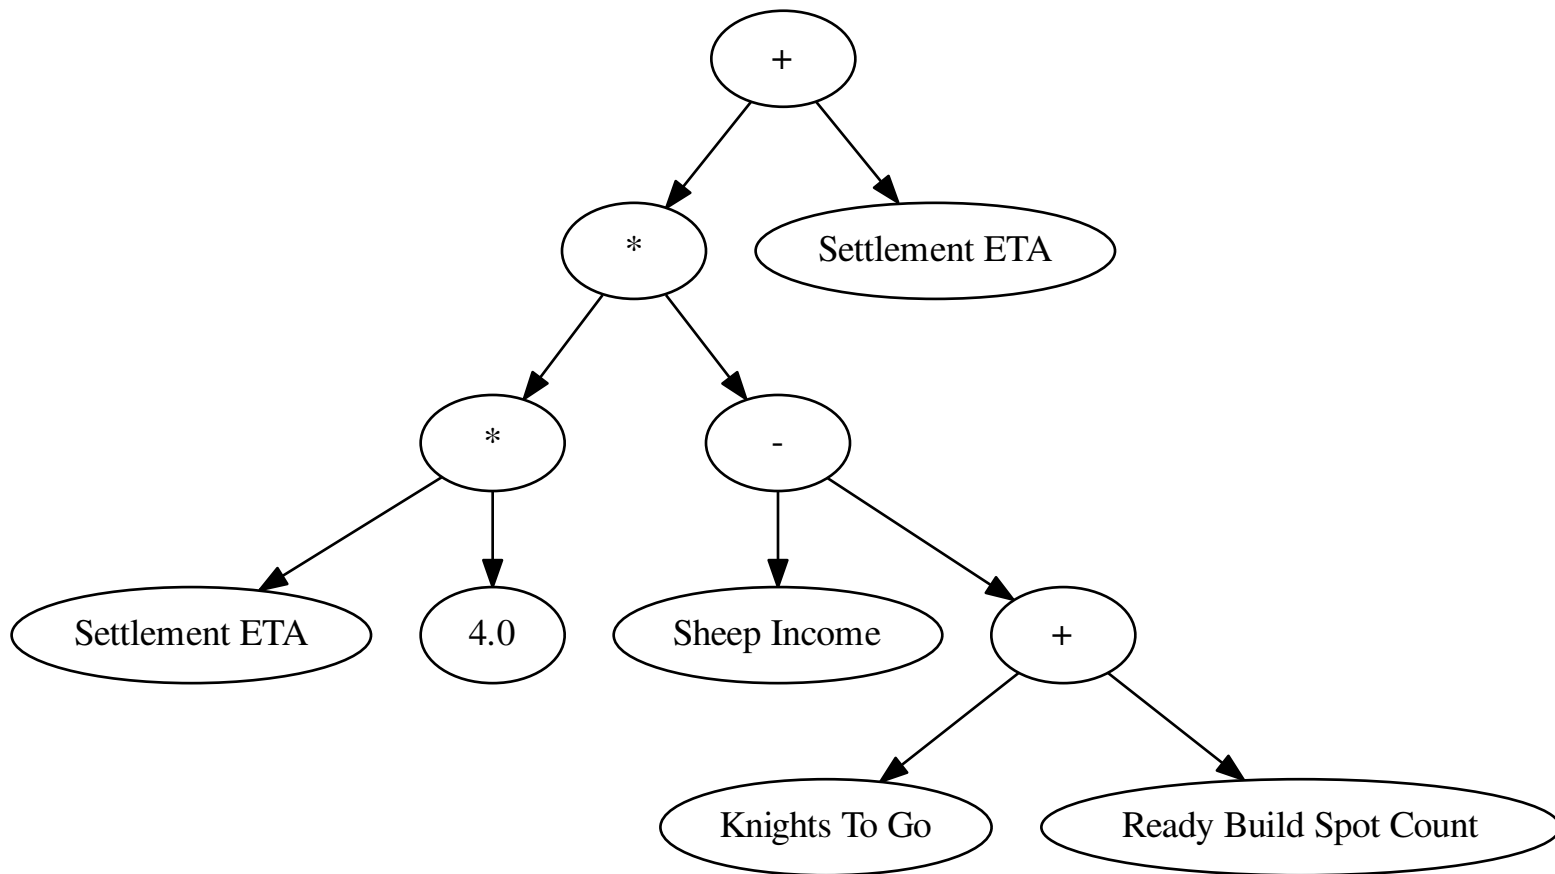 +
*
Settlement ETA
*
-
Settlement ETA
4.0
Sheep Income
+
Knights To Go
Ready Build Spot Count